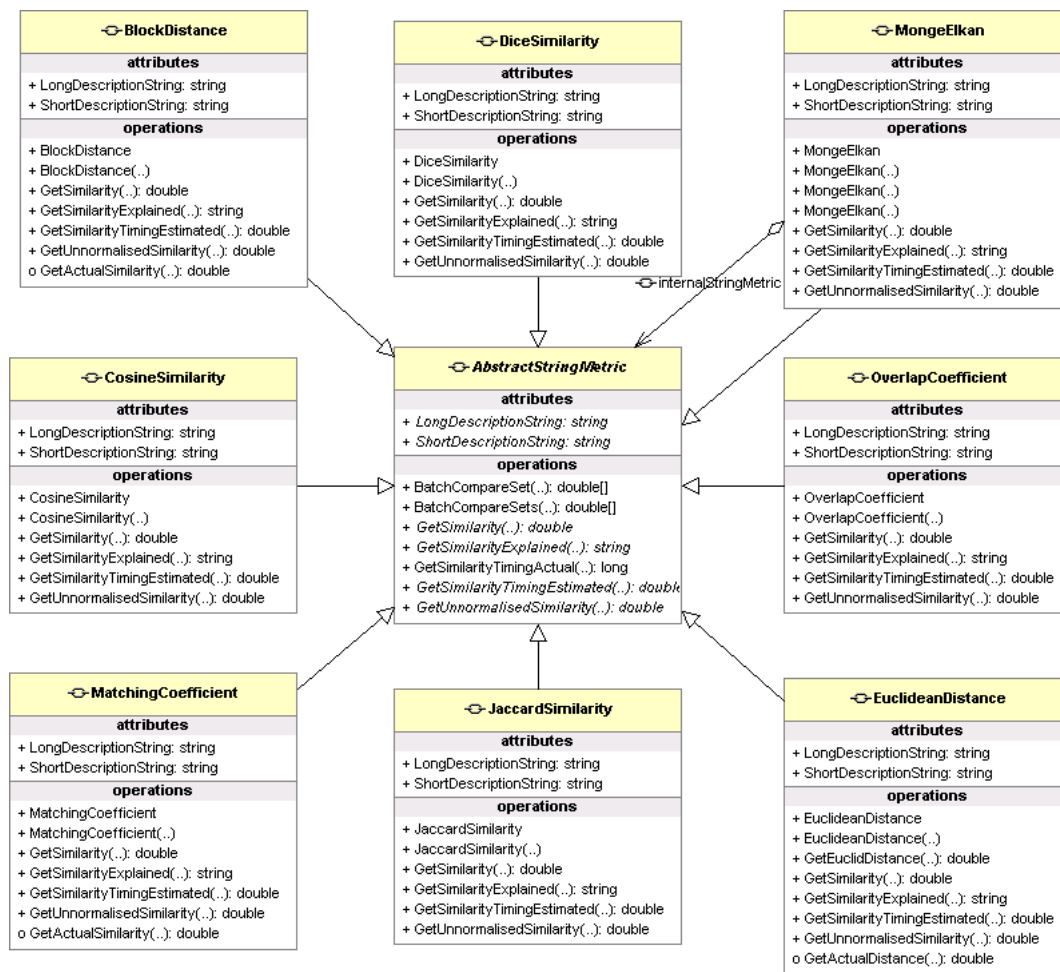 BlockDistance
attributes
+ LongDescriptionString: string
+ ShortDescriptionString: string
operations
+ BlockDistance
+ BlockDistance(..)
+ GetSimilarity(..): double
+ GetSimilarityExplained(..): string
+ GetSimilarityTimingEstimated(..): double
+ GetUnnormalisedSimilarity(..): double
o GetActualSimilarity(..): double
DiceSimilarity
attributes
+ LongDescriptionString: string
+ ShortDescriptionString: string
operations
+ DiceSimilarity
+ DiceSimilarity(..)
+ GetSimilarity(..): double
+ GetSimilarityExplained(..): string
+ GetSimilarityTimingEstimated(..): double
+ GetUnnormalisedSimilarity(..): double
MongeElkan
attributes
+ LongDescriptionString: string
+ ShortDescriptionString: string
operations
+ MongeElkan
+ MongeElkan(..)
+ MongeElkan(..)
+ MongeElkan(..)
+ GetSimilarity(..): double
+ GetSimilarityExplained(..): string
+ GetSimilarityTimingEstimated(..): double
+ GetUnnormalisedSimilarity(..): double
internalStringMetric
CosineSimilarity
attributes
+ LongDescriptionString: string
+ ShortDescriptionString: string
operations
+ CosineSimilarity
+ CosineSimilarity(..)
+ GetSimilarity(..): double
+ GetSimilarityExplained(..): string
+ GetSimilarityTimingEstimated(..): double
+ GetUnnormalisedSimilarity(..): double
AbstractStringMetric
attributes
+ LongDescriptionString: string
+ ShortDescriptionString: string
operations
+ BatchCompareSet(..): double[]
+ BatchCompareSets(..): double[]
+ GetSimilarity(..): double
+ GetSimilarityExplained(..): string
+ GetSimilarityTimingActual(..): long
+ GetSimilarityTimingEstimated(..): double
+ GetUnnormalisedSimilarity(..): double
OverlapCoefficient
attributes
+ LongDescriptionString: string
+ ShortDescriptionString: string
operations
+ OverlapCoefficient
+ OverlapCoefficient(..)
+ GetSimilarity(..): double
+ GetSimilarityExplained(..): string
+ GetSimilarityTimingEstimated(..): double
+ GetUnnormalisedSimilarity(..): double
MatchingCoefficient
attributes
+ LongDescriptionString: string
+ ShortDescriptionString: string
operations
+ MatchingCoefficient
+ MatchingCoefficient(..)
+ GetSimilarity(..): double
+ GetSimilarityExplained(..): string
+ GetSimilarityTimingEstimated(..): double
+ GetUnnormalisedSimilarity(..): double
o GetActualSimilarity(..): double
JaccardSimilarity
attributes
+ LongDescriptionString: string
+ ShortDescriptionString: string
operations
+ JaccardSimilarity
+ JaccardSimilarity(..)
+ GetSimilarity(..): double
+ GetSimilarityExplained(..): string
+ GetSimilarityTimingEstimated(..): double
+ GetUnnormalisedSimilarity(..): double
EuclideanDistance
attributes
+ LongDescriptionString: string
+ ShortDescriptionString: string
operations
+ EuclideanDistance
+ EuclideanDistance(..)
+ GetEuclidDistance(..): double
+ GetSimilarity(..): double
+ GetSimilarityExplained(..): string
+ GetSimilarityTimingEstimated(..): double
+ GetUnnormalisedSimilarity(..): double
o GetActualDistance(..): double